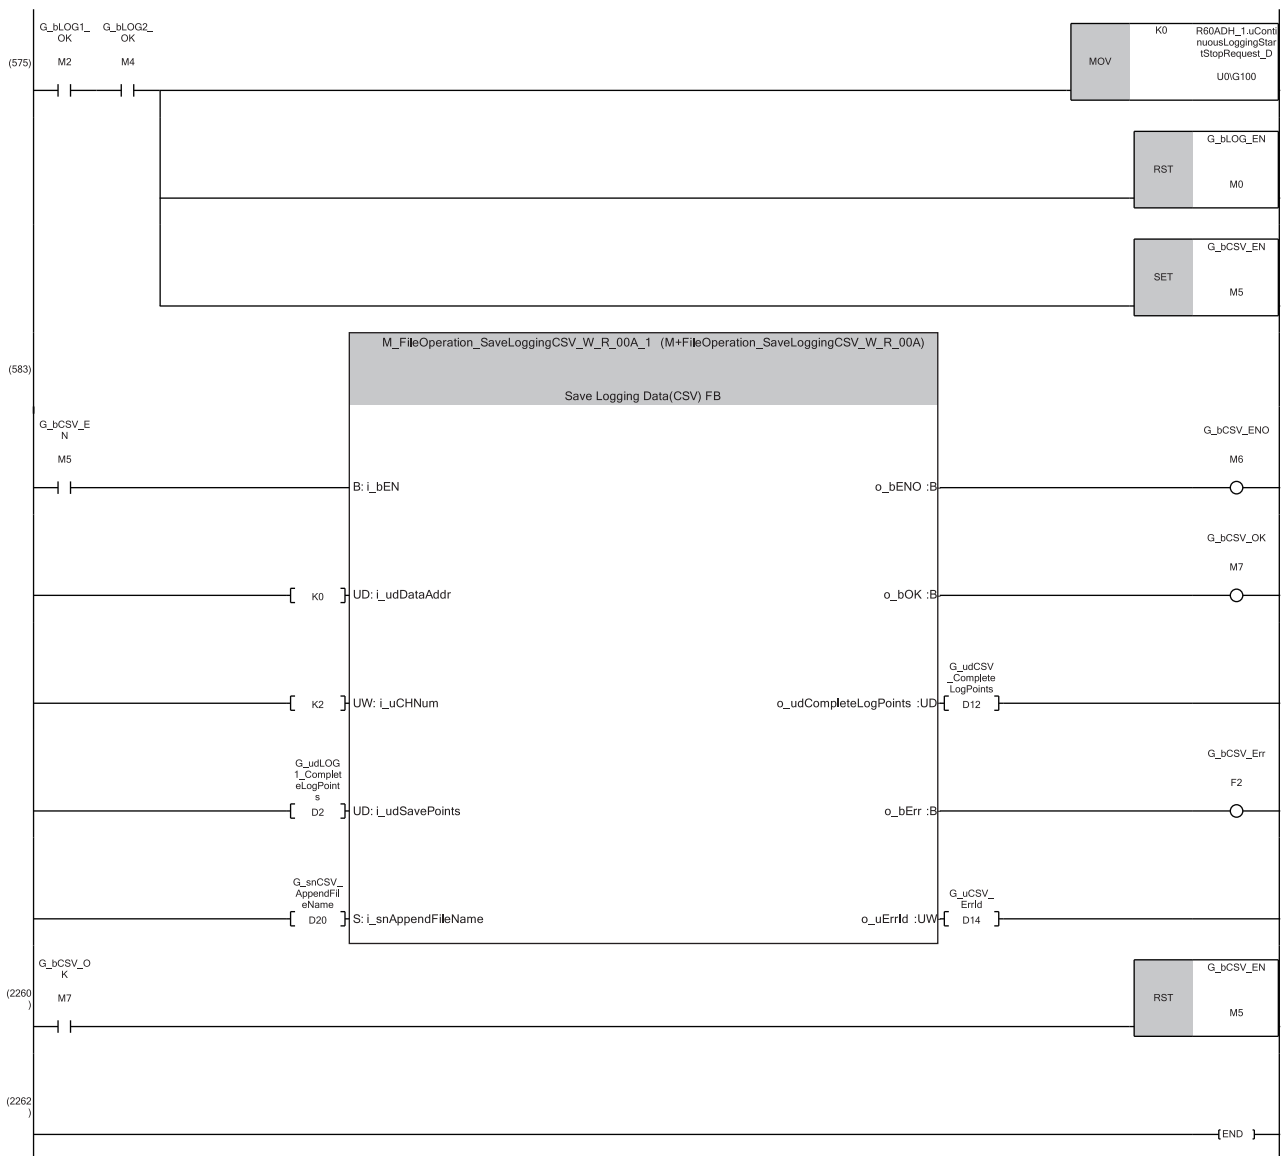 G_bLOG1_
OK
G_bLOG2_
OK
K0
R60ADH_1.uConti
nuousLoggingStar
tStopRequest_D
(575)
M2
M4
MOV
U0\G100
G_bLOG_EN
RST
M0
G_bCSV_EN
SET
M5
M_FileOperation_SaveLoggingCSV_W_R_00A_1 (M+FileOperation_SaveLoggingCSV_W_R_00A)
(583)
Save Logging Data(CSV) FB
G_bCSV_E
N
M5
G_bCSV_ENO
M6
B: i_bEN
o_bENO :B
G_bCSV_OK
M7
K0
UD: i_udDataAddr
o_bOK :B
G_udCSV
_Complete
LogPoints
K2
UW: i_uCHNum
o_udCompleteLogPoints :UD
D12
G_udLOG
1_Complet
eLogPoint
s
G_bCSV_Err
F2
D2
UD: i_udSavePoints
o_bErr :B
G_snCSV_
AppendFil
eName
G_uCSV_
ErrId
D20
S: i_snAppendFileName
o_uErrId :UW
D14
G_bCSV_O
K
G_bCSV_EN
(2260
)
M7
RST
M5
(2262
)
END